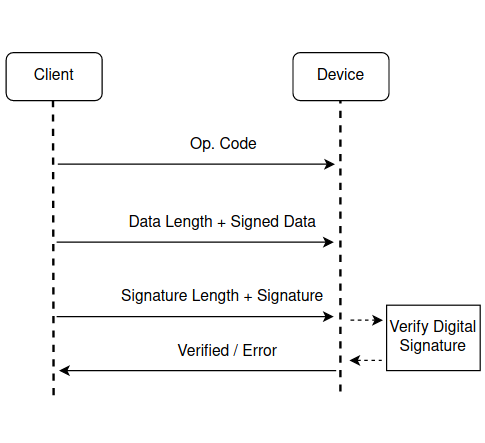 Client
Device
Op. Code
Data Length + Signed Data
Signature Length + Signature
Verify Digital
Signature
Verified / Error